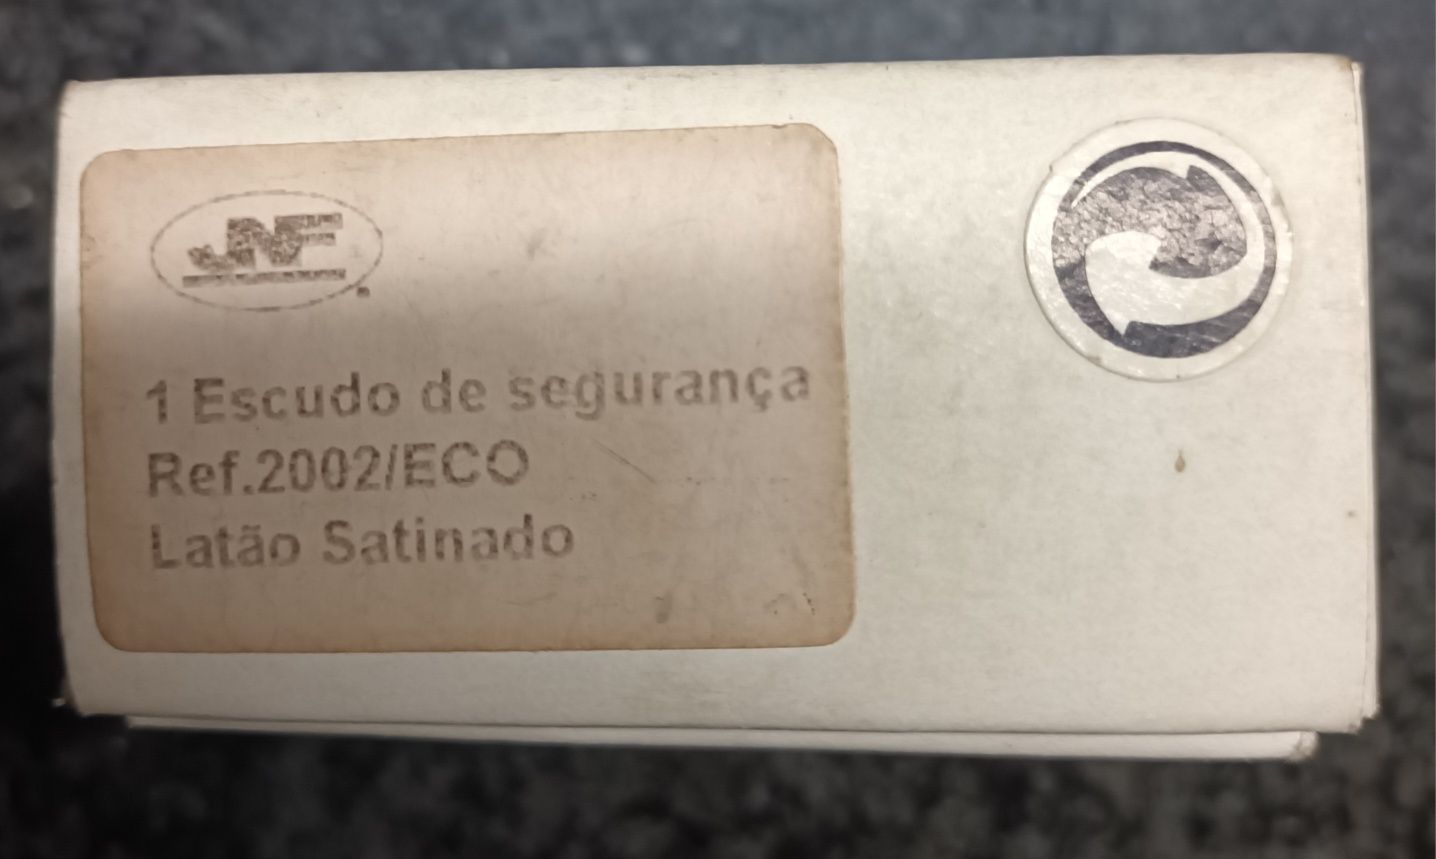 JNF
1 Escudo de segurança
Ref.2002/ECO
Latão Satinado